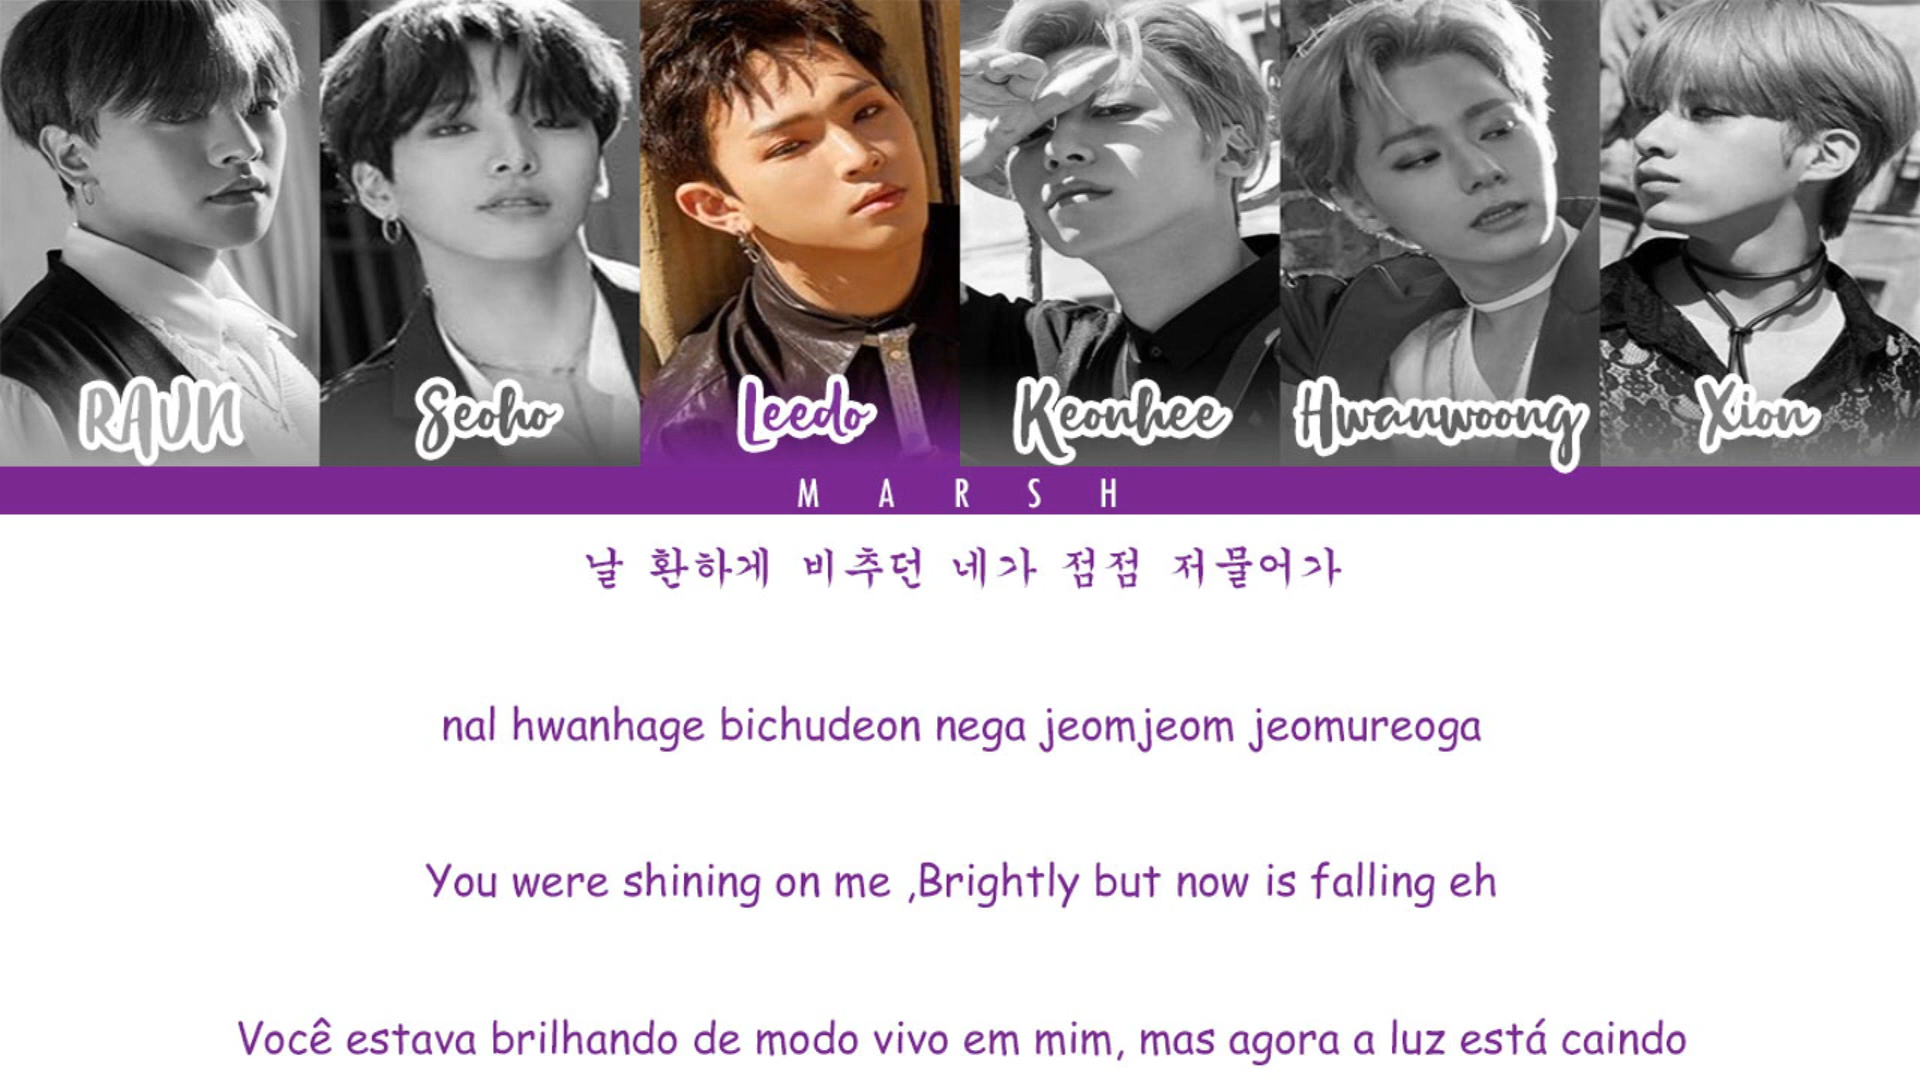 RAVN Seoho Leedo Keonhee Hwanwoong Xion
MARSH
날 환하게 비추던 네가 점점 저물어가
nal hwanhage bichudeon nega jeomjeom jeomureoga
You were shining on me ,Brightly but now is falling eh
Você estava brilhando de modo vivo em mim, mas agora a luz está caindo